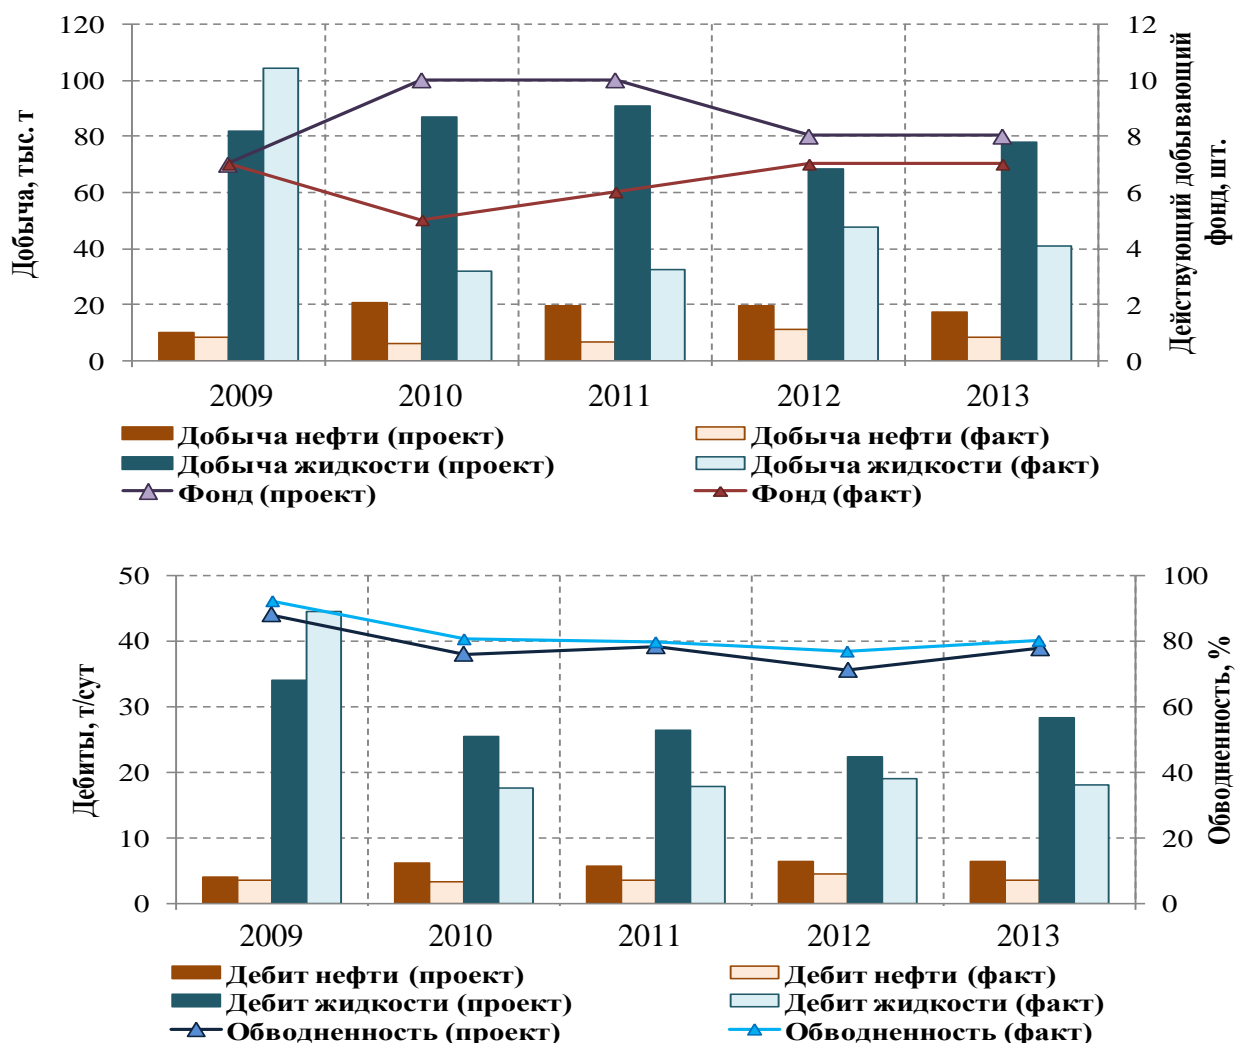 Добыча, тыс. т
120
100
80
60
40
20
0
12
10
8
6
4
2
0
Действующий добывающий
фонд, шт.
2009 2010 2011 2012 2013
Добыча нефти (проект) Добыча нефти (факт)
Добыча жидкости (проект) Добыча жидкости (факт)
Фонд (проект) Фонд (факт)
Дебиты, т/сут
50
40
30
20
10
0
100
80
60
40
20
0
Обводненность, %
2009 2010 2011 2012 2013
Дебит нефти (проект) Дебит нефти (факт)
Дебит жидкости (проект) Дебит жидкости (факт)
Обводненность (проект) Обводненность (факт)